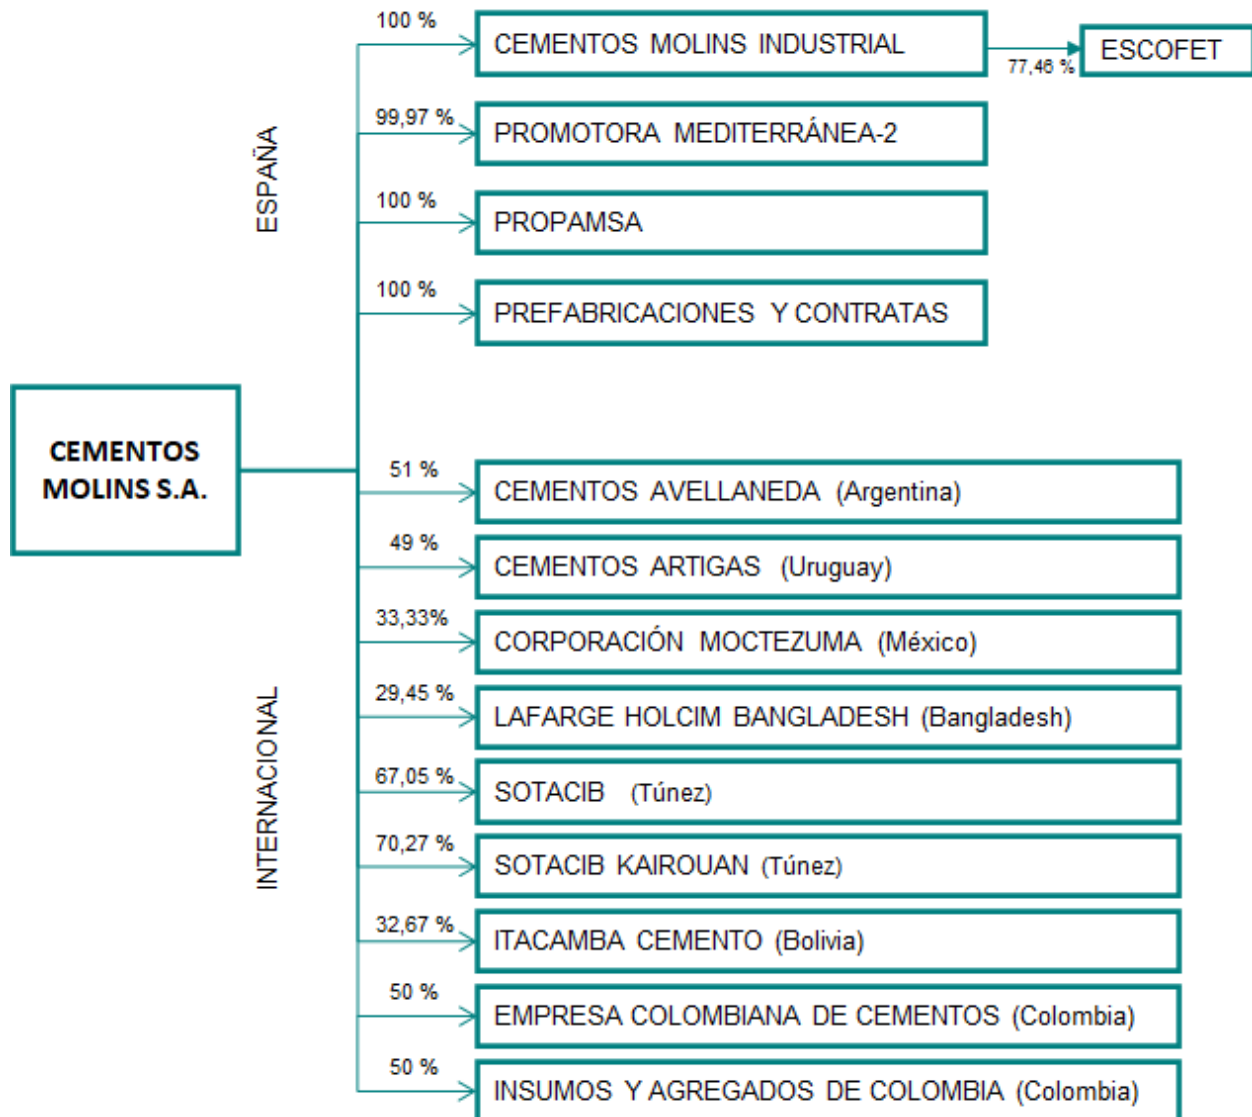 100 %
CEMENTOS MOLINS INDUSTRIAL
77,46 %
ESCOFET
99,97 %
PROMOTORA MEDITERRÁNEA-2
ESPAÑA
100 %
PROPAMSA
100 %
PREFABRICACIONES Y CONTRATAS
CEMENTOS
MOLINS S.A.
51 %
CEMENTOS AVELLANEDA (Argentina)
49 %
CEMENTOS ARTIGAS (Uruguay)
33,33%
CORPORACIÓN MOCTEZUMA (México)
29,45 %
LAFARGE HOLCIM BANGLADESH (Bangladesh)
INTERNACIONAL
67,05 %
SOTACIB (Túnez)
70,27 %
SOTACIB KAIROUAN (Túnez)
32,67 %
ITACAMBA CEMENTO (Bolivia)
50 %
EMPRESA COLOMBIANA DE CEMENTOS (Colombia)
50 %
INSUMOS Y AGREGADOS DE COLOMBIA (Colombia)